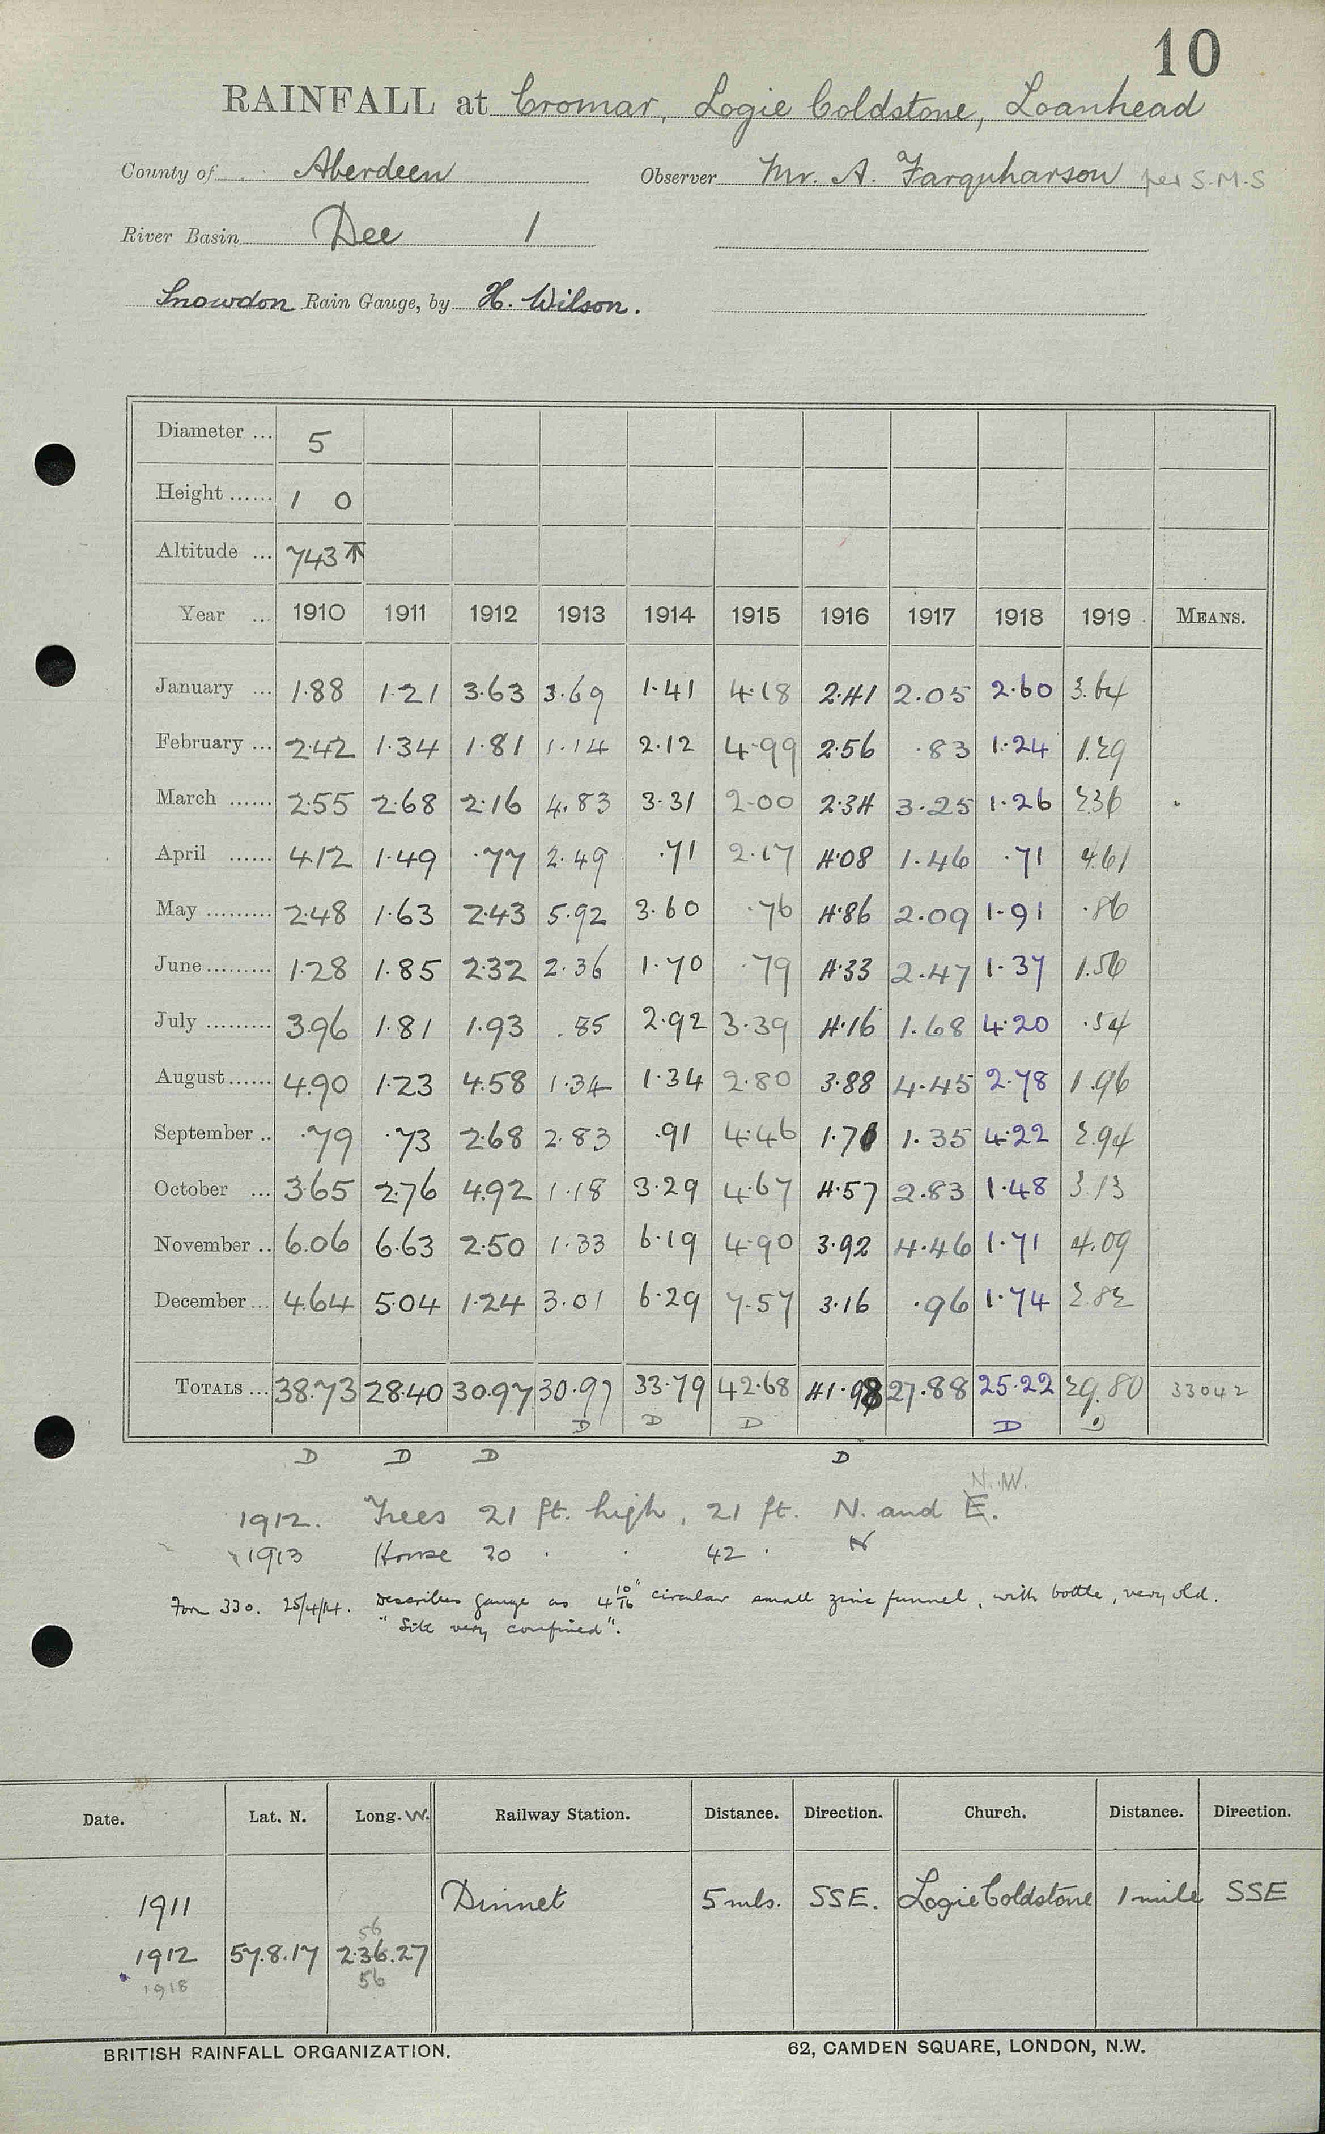 10
RAINFALL at Cromar, Logie Coldstone, Loanhead
County of Aberdeen Observer Mr. A. Farquharson per S.M.S
River Basin Dee 1
Snowdon Rain Gauge, by H. Wilson.
Diameter ... 5
Height ...... 1 0
Altitude ... 743
Year ... 1910 1911 1912 1913 1914 1915 1916 1917 1918 1919 MEANS.
January ... 1.88 1.21 3.63 3.69 1.41 4.18 2.41 2.05 2.60 3.64
February ... 2.42 1.34 1.81 1.14 2.12 4.99 2.56 .83 1.24 1.29
March ...... 2.55 2.68 2.16 4.83 3.31 2.00 2.34 3.25 1.26 2.36
April ...... 4.12 1.49 .77 2.49 .71 2.17 4.08 1.46 .71 4.61
May ......... 2.48 1.63 2.43 5.92 3.60 .76 4.86 2.09 1.91 .86
June......... 1.28 1.85 2.32 2.36 1.70 .79 4.33 2.47 1.37 1.56
July ......... 3.96 1.81 1.93 .85 2.92 3.39 4.16 1.68 4.20 .54
August...... 4.90 1.23 4.58 1.34 1.34 2.80 3.88 4.45 2.78 1.96
September .. .79 .73 2.68 2.83 .91 4.46 1.71 1.35 4.22 2.94
October ... 3.65 2.76 4.92 1.18 3.29 4.67 4.57 2.83 1.48 3.13
November .. 6.06 6.63 2.50 1.33 6.19 4.90 3.92 4.46 1.71 4.09
December... 4.64 5.04 1.24 3.01 6.29 7.57 3.16 .96 1.74 2.82
TOTALS ... 38.73 28.40 30.97 30.97 33.79 42.68 41.98 27.88 25.22 29.80 33042
D D D D D
D D D D
N.W.
1912. Trees 21 ft. high, 21 ft. N. and E.
1913 House 30 . . 42 . N
Form 330. 25/4/14. Describes gauge as 4 10/16" circular small zinc funnel, with bottle, very old.
"Site very confined".
Date. Lat. N. Long. W. Railway Station. Distance. Direction. Church. Distance. Direction.
1911 Dinnet 5 mls. SSE. Logie Coldstone 1 mile SSE
56
1912 57.8.17 2.36.27
1918 56
BRITISH RAINFALL ORGANIZATION. 62, CAMDEN SQUARE, LONDON, N.W.